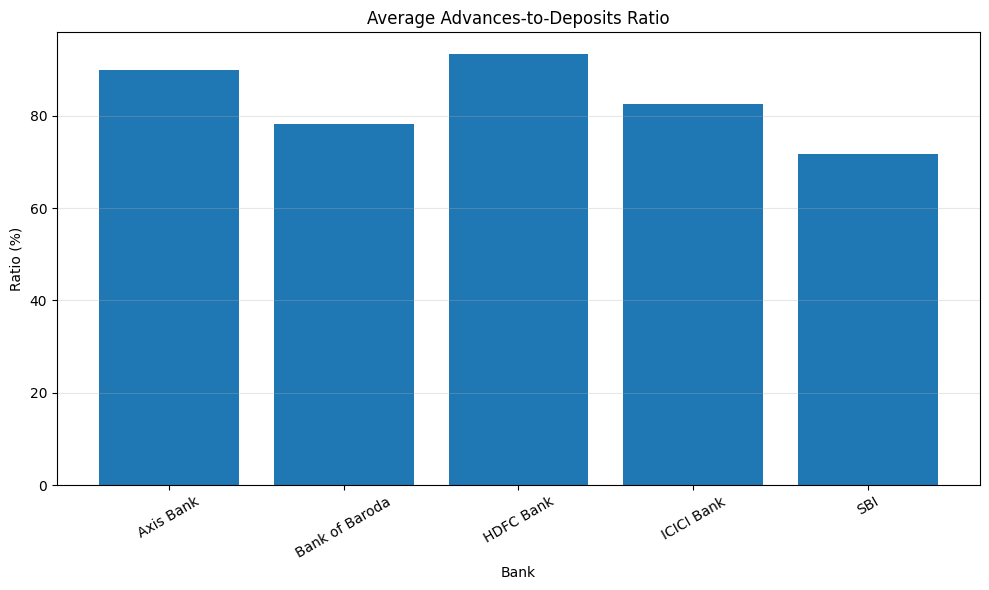 Average Advances-to-Deposits Ratio
Ratio (%)
80
60
40
20
0
Axis Bank
Bank of Baroda
HDFC Bank
ICICI Bank
SBI
Bank